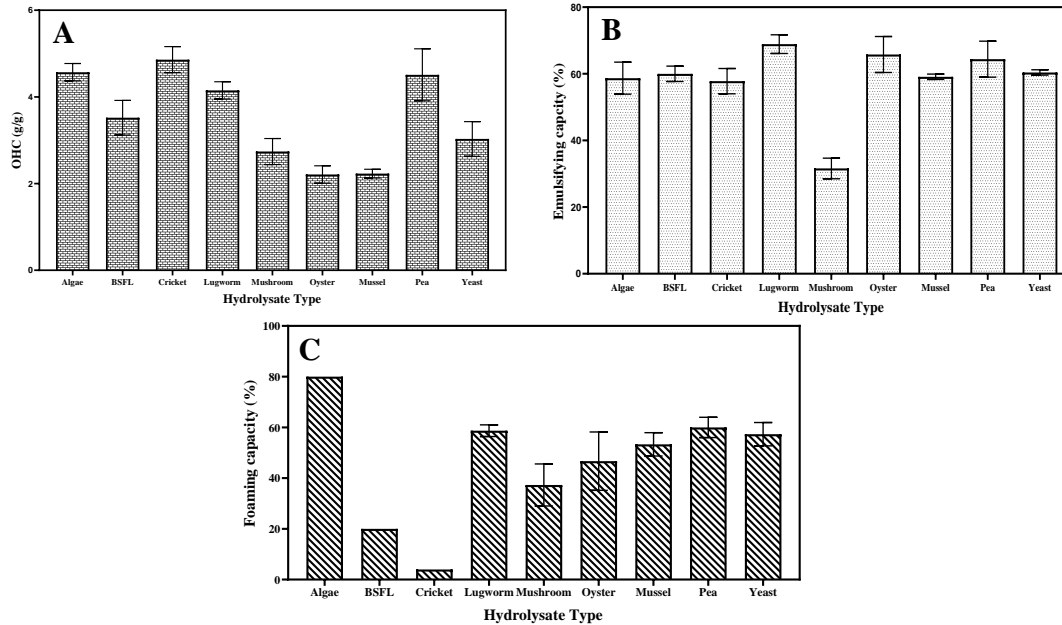 A
OHC (g/g)
6
4
2
0
Algae BSFL Cricket Lugworm Mushroom Oyster Mussel Pea Yeast
Hydrolysate Type
B
Emulsifying capcity (%)
80
60
40
20
0
Algae BSFL Cricket Lugworm Mushroom Oyster Mussel Pea Yeast
Hydrolysate Type
C
Foaming capacity (%)
100
80
60
40
20
0
Algae BSFL Cricket Lugworm Mushroom Oyster Mussel Pea Yeast
Hydrolysate Type